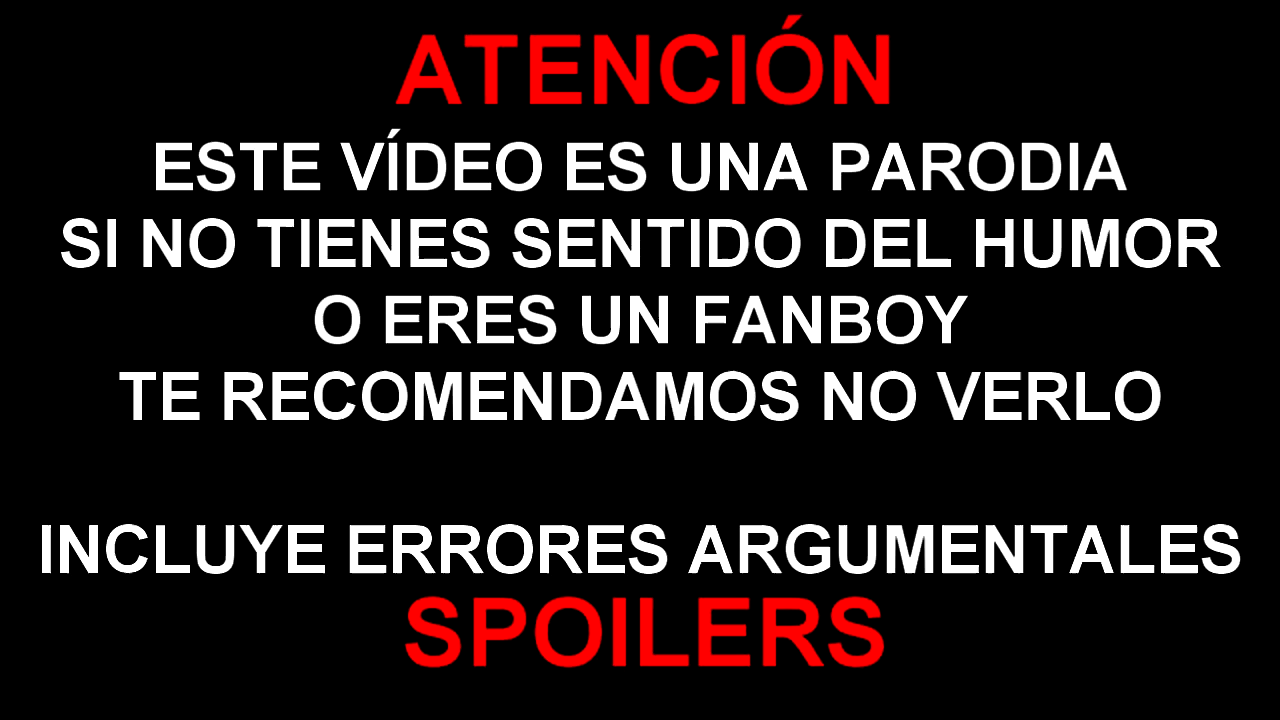 ATENCIÓN
ESTE VÍDEO ES UNA PARODIA
SI NO TIENES SENTIDO DEL HUMOR
O ERES UN FANBOY
TE RECOMENDAMOS NO VERLO
INCLUYE ERRORES ARGUMENTALES
SPOILERS